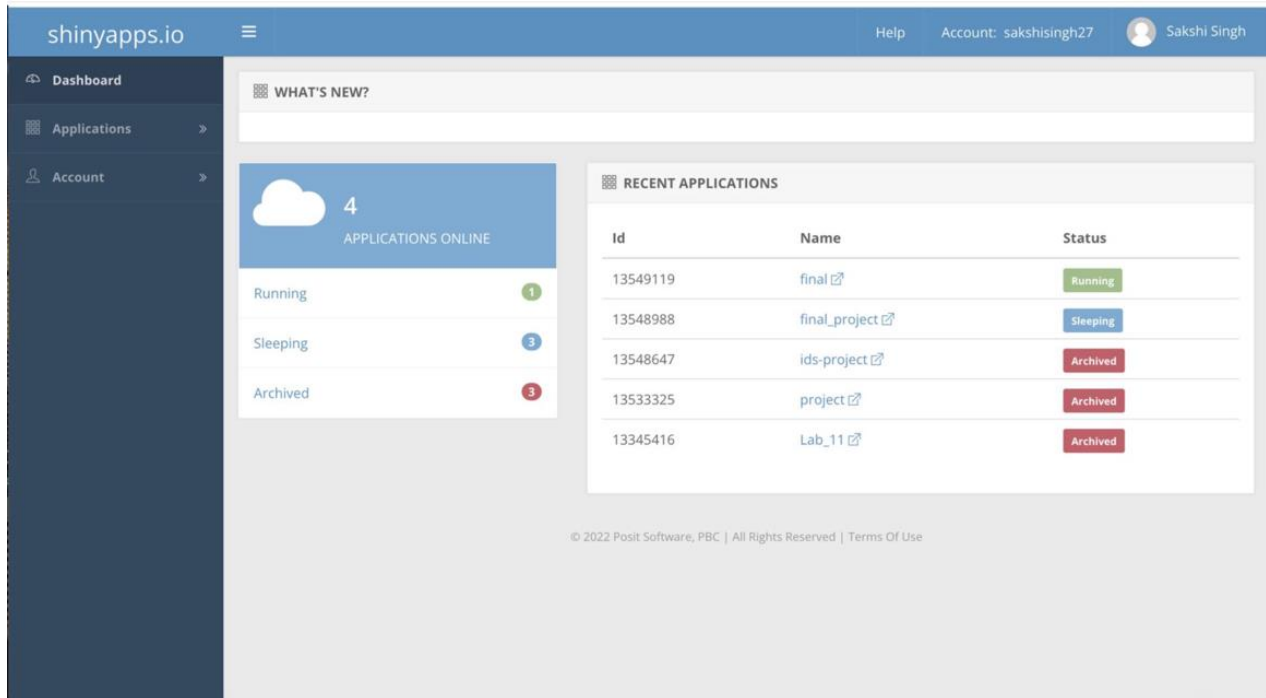 shinyapps.io
Help Account: sakshisingh27 Sakshi Singh
Dashboard
Applications
Account
WHAT'S NEW?
4
APPLICATIONS ONLINE
Running 1
Sleeping 3
Archived 3
RECENT APPLICATIONS
Id Name Status
13549119 final Running
13548988 final_project Sleeping
13548647 ids-project Archived
13533325 project Archived
13345416 Lab_11 Archived
© 2022 Posit Software, PBC | All Rights Reserved | Terms Of Use